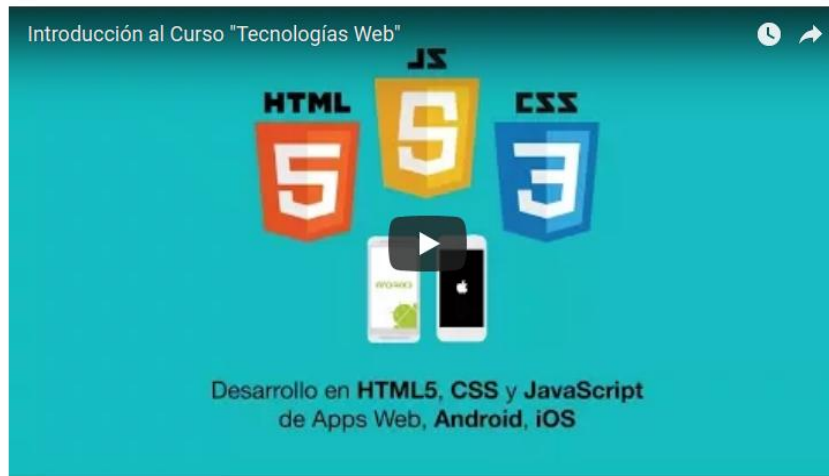 Introducción al Curso "Tecnologías Web"
JS
HTML
CSS
5
5
3
ANDROID
Desarrollo en HTML5, CSS y JavaScript
de Apps Web, Android, iOS